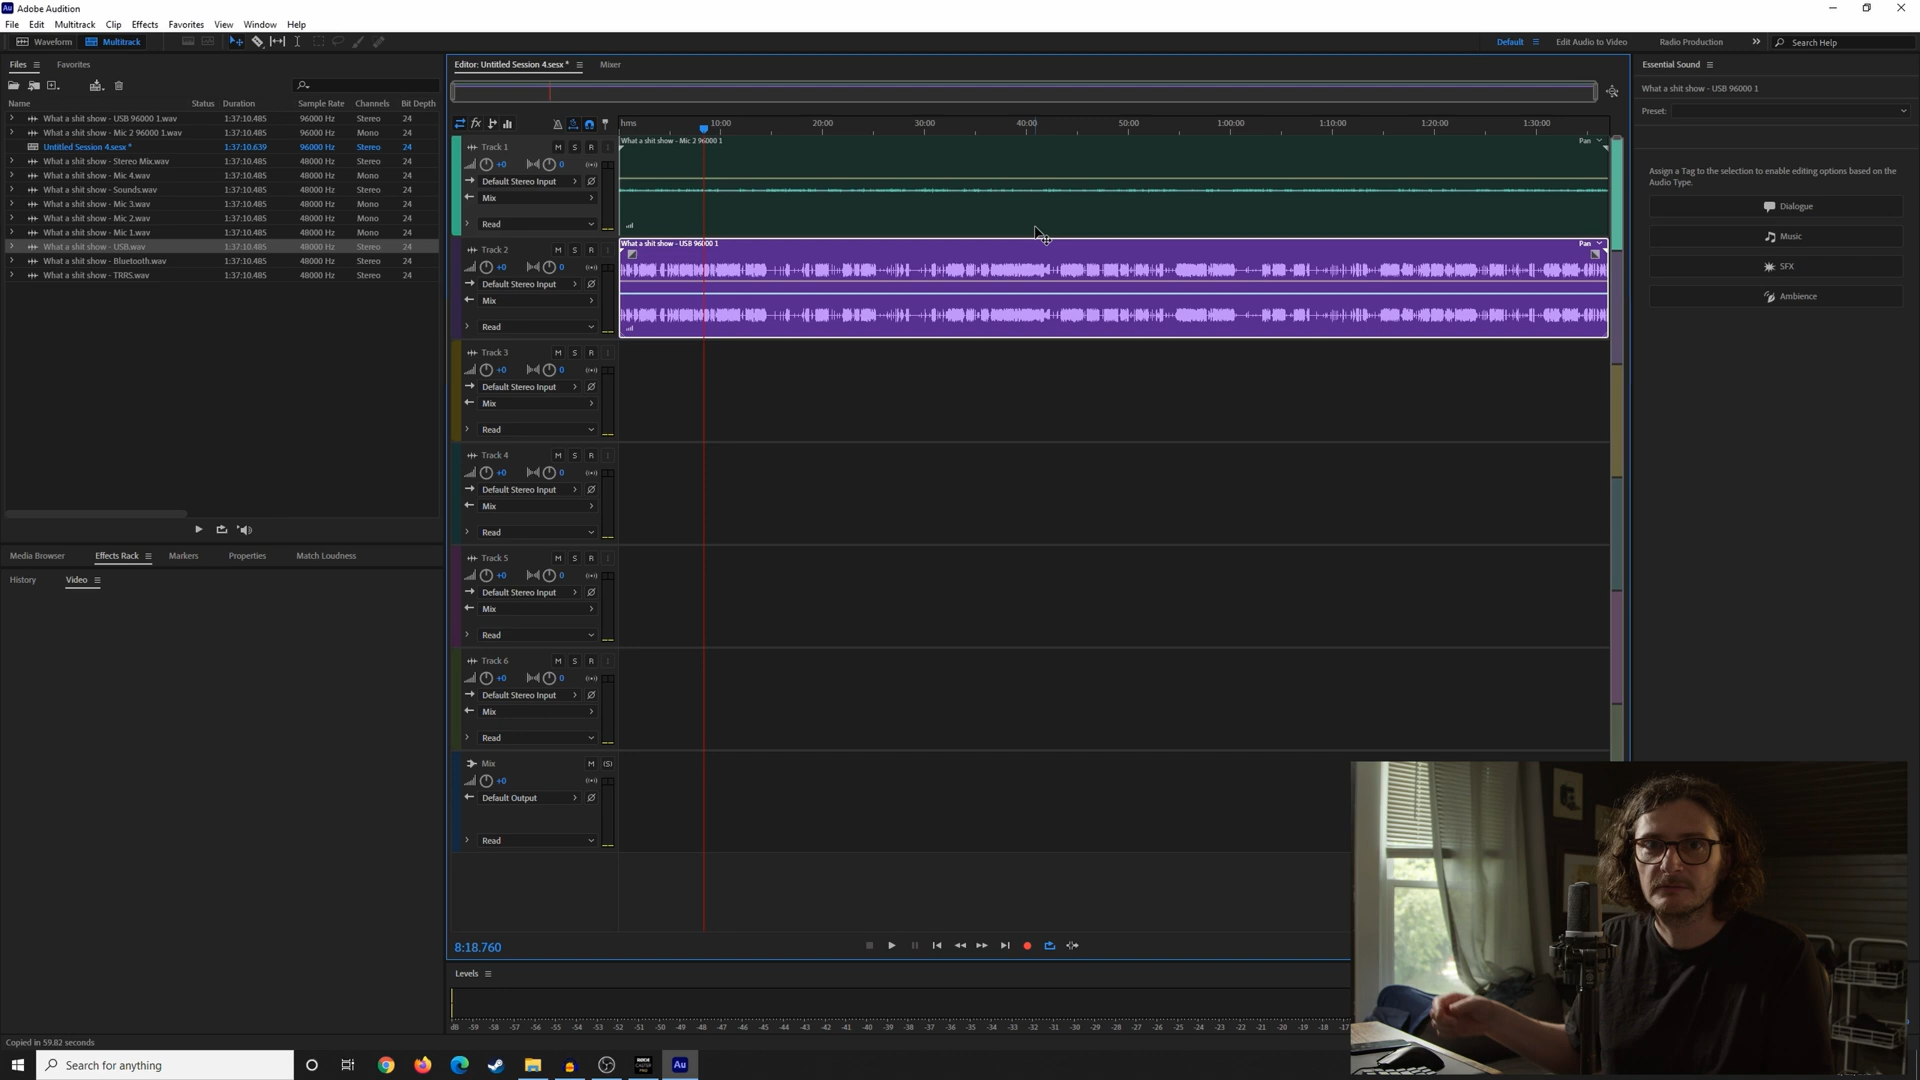 Adobe Audition
File Edit Multitrack Clip Effects Favorites View Window Help
Waveform Multitrack Default Edit Audio to Video Radio Production Search Help
Files Favorites
Name Status Duration Sample Rate Channels Bit Depth
What a shit show - USB 96000 1.wav 1:37:10.485 96000 Hz Stereo 24
What a shit show - Mic 2 96000 1.wav 1:37:10.485 96000 Hz Mono 24
Untitled Session 4.sesx * 1:37:10.639 96000 Hz Stereo 24
What a shit show - Stereo Mix.wav 1:37:10.485 48000 Hz Stereo 24
What a shit show - Mic 4.wav 1:37:10.485 48000 Hz Mono 24
What a shit show - Sounds.wav 1:37:10.485 48000 Hz Stereo 24
What a shit show - Mic 3.wav 1:37:10.485 48000 Hz Mono 24
What a shit show - Mic 2.wav 1:37:10.485 48000 Hz Mono 24
What a shit show - Mic 1.wav 1:37:10.485 48000 Hz Mono 24
What a shit show - USB.wav 1:37:10.485 48000 Hz Stereo 24
What a shit show - Bluetooth.wav 1:37:10.485 48000 Hz Stereo 24
What a shit show - TRRS.wav 1:37:10.485 48000 Hz Stereo 24
Media Browser Effects Rack Markers Properties Match Loudness
History Video
Copied in 59.82 seconds
Editor: Untitled Session 4.sesx * Mixer
fx hms 10:00 20:00 30:00 40:00 50:00 1:00:00 1:10:00 1:20:00 1:30:00
Track 1 M S R I
+0 0
Default Stereo Input
Mix
Read
What a shit show - Mic 2 96000 1 Pan
Track 2 M S R I
+0 0
Default Stereo Input
Mix
Read
What a shit show - USB 96000 1 Pan
Track 3 M S R I
+0 0
Default Stereo Input
Mix
Read
Track 4 M S R I
+0 0
Default Stereo Input
Mix
Read
Track 5 M S R I
+0 0
Default Stereo Input
Mix
Read
Track 6 M S R I
+0 0
Default Stereo Input
Mix
Read
Mix M (S)
+0
Default Output
Read
8:18.760
Levels
dB -59 -58 -57 -56 -55 -54 -53 -52 -51 -50 -49 -48 -47 -46 -45 -44 -43 -42 -41 -40 -39 -38 -37 -36 -35 -34 -33 -32 -31 -30 -29 -28 -27 -26 -25 -24 -23 -22 -21 -20 -19 -18 -17
Essential Sound
What a shit show - USB 96000 1
Preset:
Assign a Tag to the selection to enable editing options based on the
Audio Type.
Dialogue
Music
SFX
Ambience
Search for anything
Au